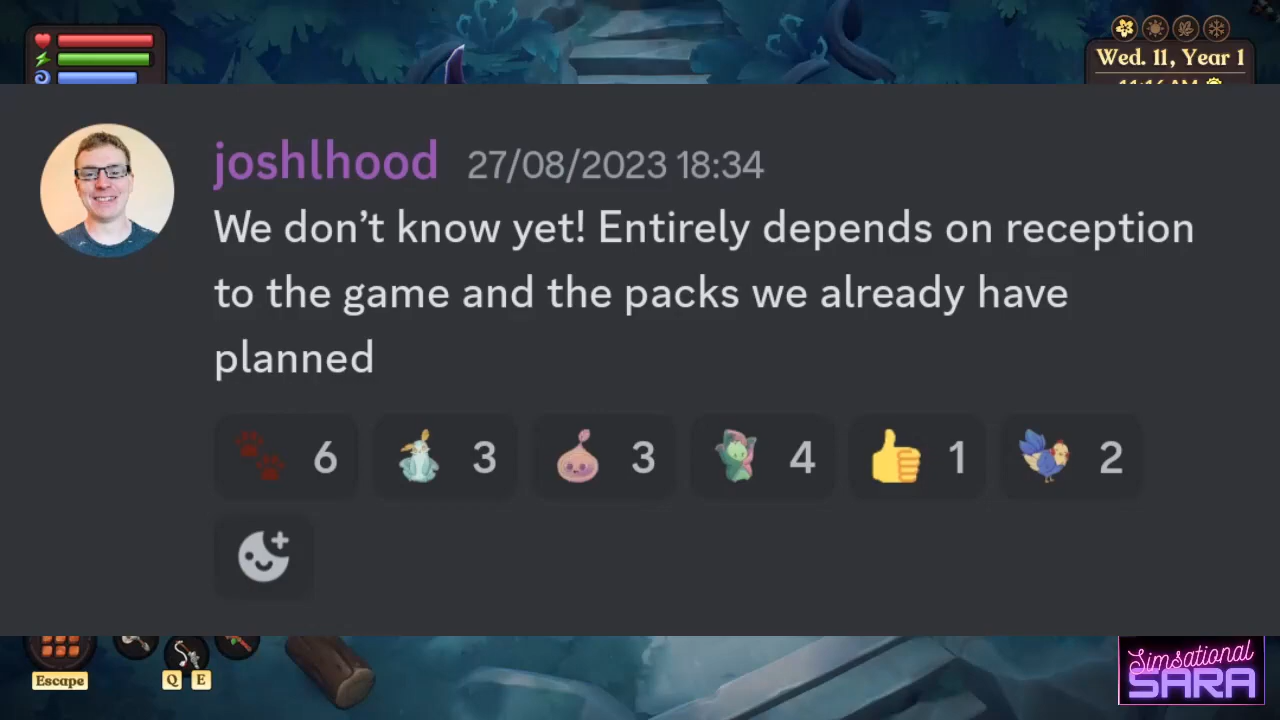 Wed. 11, Year 1
joshlhood 27/08/2023 18:34
We don’t know yet! Entirely depends on reception
to the game and the packs we already have
planned
6 3 3 4 1 2
Escape
Q E
Simsational
SARA